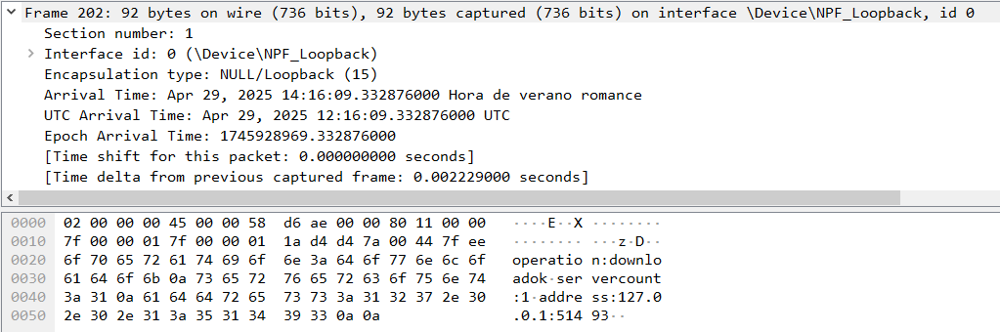 Frame 202: 92 bytes on wire (736 bits), 92 bytes captured (736 bits) on interface \Device\NPF_Loopback, id 0
Section number: 1
Interface id: 0 (\Device\NPF_Loopback)
Encapsulation type: NULL/Loopback (15)
Arrival Time: Apr 29, 2025 14:16:09.332876000 Hora de verano romance
UTC Arrival Time: Apr 29, 2025 12:16:09.332876000 UTC
Epoch Arrival Time: 1745928969.332876000
[Time shift for this packet: 0.000000000 seconds]
[Time delta from previous captured frame: 0.002229000 seconds]
0000 02 00 00 00 45 00 00 58 d6 ae 00 00 80 11 00 00 ····E··X ········
0010 7f 00 00 01 7f 00 00 01 1a d4 d4 7a 00 44 7f ee ········ ···z·D··
0020 6f 70 65 72 61 74 69 6f 6e 3a 64 6f 77 6e 6c 6f operatio n:downlo
0030 61 64 6f 6b 0a 73 65 72 76 65 72 63 6f 75 6e 74 adok·ser vercount
0040 3a 31 0a 61 64 64 72 65 73 73 3a 31 32 37 2e 30 :1·addre ss:127.0
0050 2e 30 2e 31 3a 35 31 34 39 33 0a 0a .0.1:514 93··